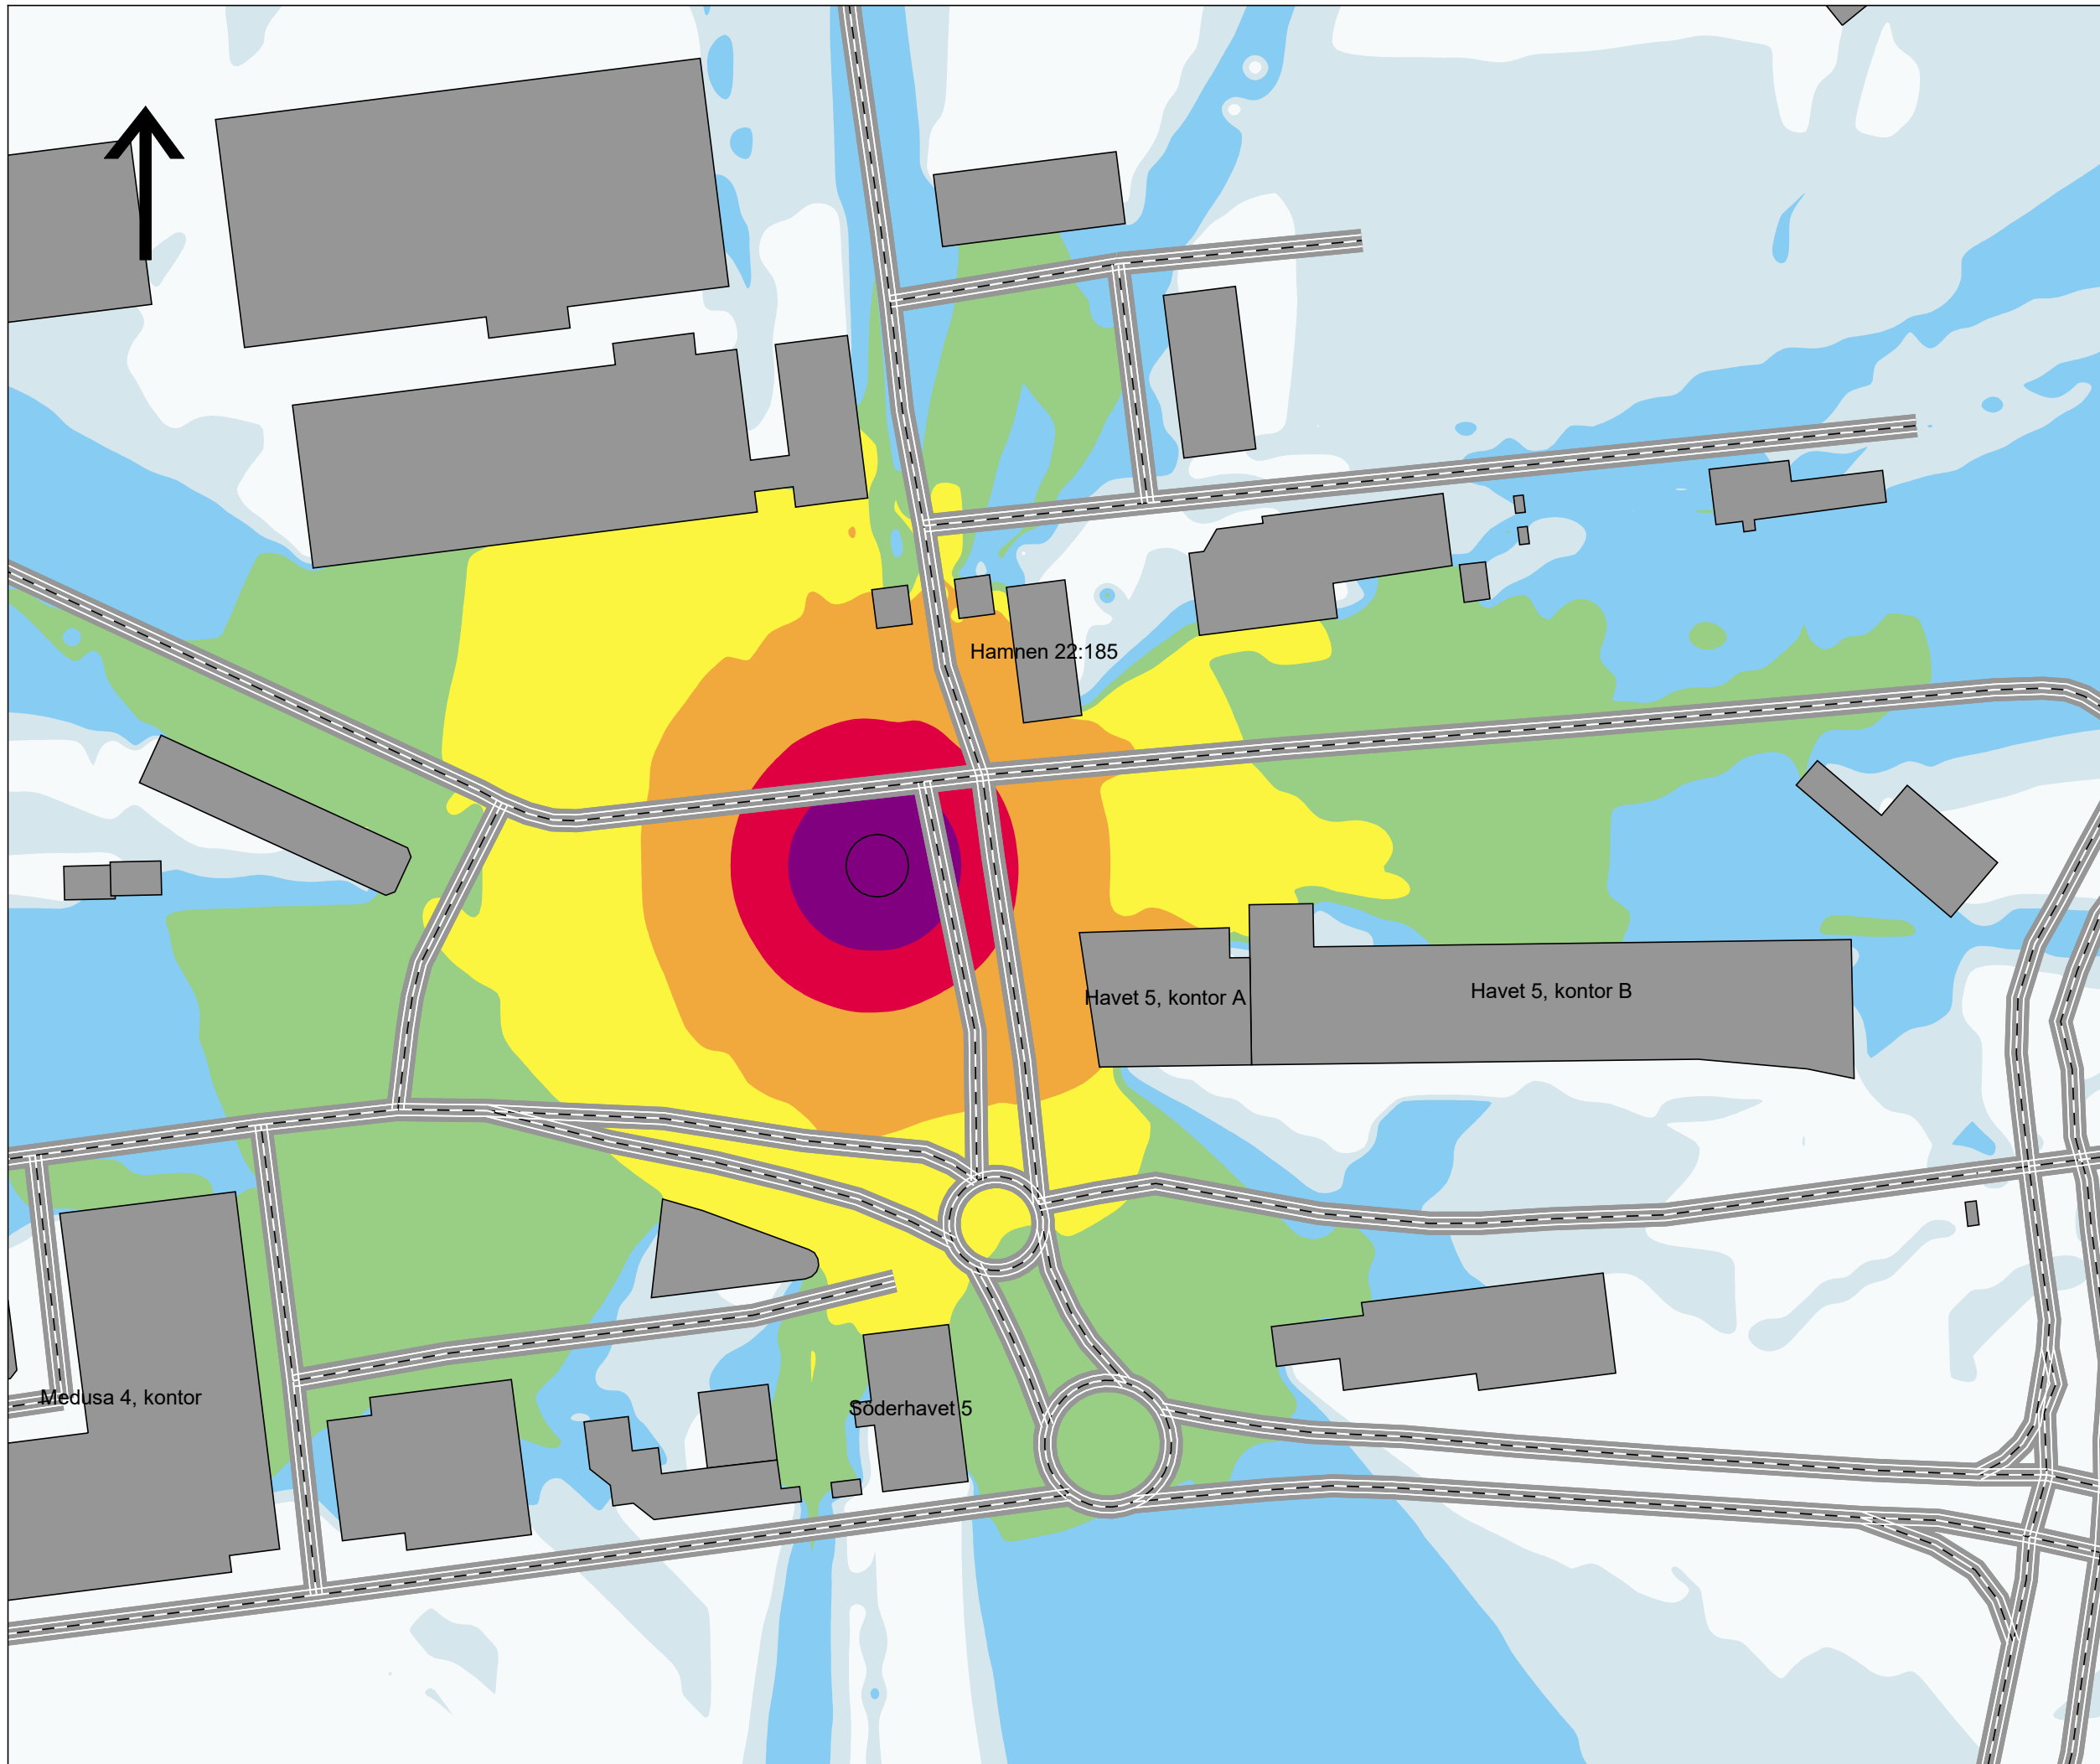 Hamnen 22:185
Havet 5, kontor B
Havet 5, kontor A
Medusa 4, kontor
Söderhavet 5